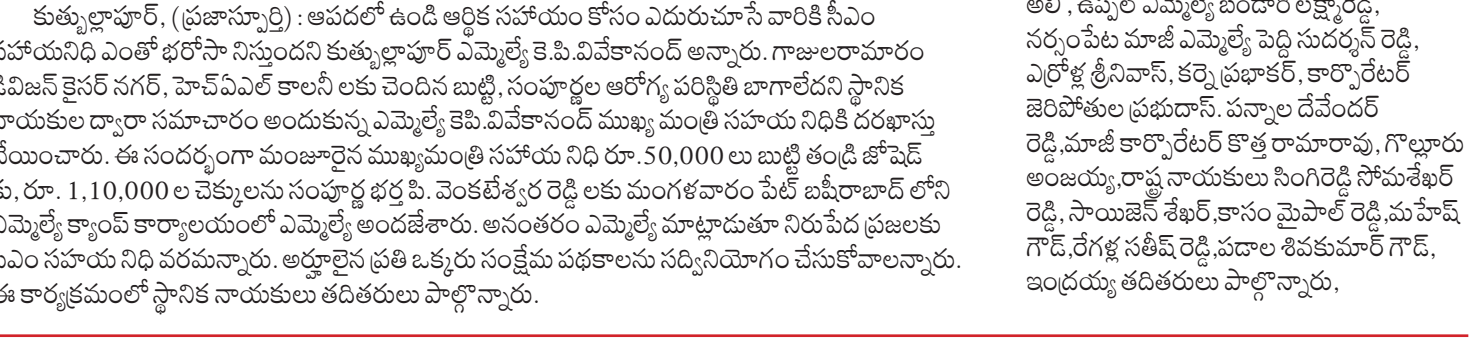 కుత్బుల్లాపూర్, (ప్రజాస్ఫూర్తి) : ఆపదలో ఉండి ఆర్థిక సహాయం కోసం ఎదురుచూసే వారికి సీఎం
సహాయనిధి ఎంతో భరోసా నిస్తుందని కుత్బుల్లాపూర్ ఎమ్మెల్యే కె.పి.వివేకానంద్ అన్నారు. గాజులరామారం
డివిజన్ కైసర్ నగర్, హెచ్ఏఎల్ కాలనీ లకు చెందిన బుట్టి, సంపూర్ణల ఆరోగ్య పరిస్థితి బాగాలేదని స్థానిక
నాయకుల ద్వారా సమాచారం అందుకున్న ఎమ్మెల్యే కెపి.వివేకానంద్ ముఖ్య మంత్రి సహయ నిధికి దరఖాస్తు
చేయించారు. ఈ సందర్భంగా మంజూరైన ముఖ్యమంత్రి సహాయ నిధి రూ.50,000 లు బుట్టి తండ్రి జోషెడ్
కు, రూ. 1,10,000 ల చెక్కులను సంపూర్ణ భర్త పి. వెంకటేశ్వర రెడ్డి లకు మంగళవారం పేట్ బషీరాబాద్ లోని
ఎమ్మెల్యే క్యాంప్ కార్యాలయంలో ఎమ్మెల్యే అందజేశారు. అనంతరం ఎమ్మెల్యే మాట్లాడుతూ నిరుపేద ప్రజలకు
సీఎం సహయ నిధి వరమన్నారు. అర్హూలైన ప్రతి ఒక్కరు సంక్షేమ పథకాలను సద్వినియోగం చేసుకోవాలన్నారు.
ఈ కార్యక్రమంలో స్థానిక నాయకులు తదితరులు పాల్గొన్నారు.
అలీ, ఉప్పల్ ఎమ్మెల్యే బండారి లక్ష్మారెడ్డి,
నర్సంపేట మాజీ ఎమ్మెల్యే పెద్ది సుదర్శన్ రెడ్డి,
ఎర్రోళ్ల శ్రీనివాస్, కర్నె ప్రభాకర్, కార్పొరేటర్
జెరిపోతుల ప్రభుదాస్. పన్నాల దేవేందర్
రెడ్డి,మాజీ కార్పొరేటర్ కొత్త రామారావు, గొల్లూరు
అంజయ్య,రాష్ట్ర నాయకులు సింగిరెడ్డి సోమశేఖర్
రెడ్డి, సాయిజెన్ శేఖర్,కాసం మైపాల్ రెడ్డి,మహేష్
గౌడ్,రేగళ్ల సతీష్ రెడ్డి,పడాల శివకుమార్ గౌడ్,
ఇంద్రయ్య తదితరులు పాల్గొన్నారు,